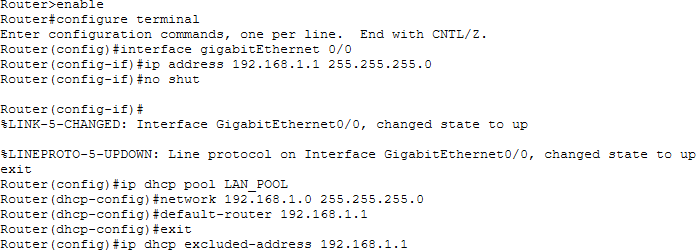 Router>enable
Router#configure terminal
Enter configuration commands, one per line.  End with CNTL/Z.
Router(config)#interface gigabitEthernet 0/0
Router(config-if)#ip address 192.168.1.1 255.255.255.0
Router(config-if)#no shut
Router(config-if)#
%LINK-5-CHANGED: Interface GigabitEthernet0/0, changed state to up
%LINEPROTO-5-UPDOWN: Line protocol on Interface GigabitEthernet0/0, changed state to up
exit
Router(config)#ip dhcp pool LAN_POOL
Router(dhcp-config)#network 192.168.1.0 255.255.255.0
Router(dhcp-config)#default-router 192.168.1.1
Router(dhcp-config)#exit
Router(config)#ip dhcp excluded-address 192.168.1.1